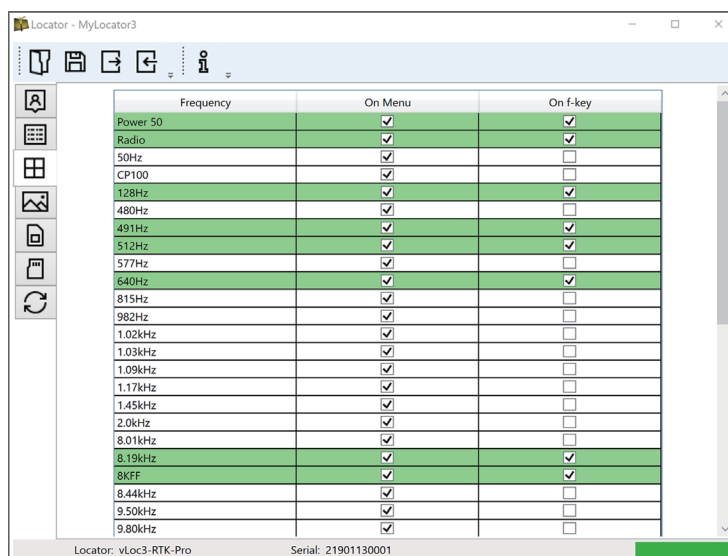 Locator - MyLocator3
Frequency On Menu On f-key
Power 50
Radio
50Hz
CP100
128Hz
480Hz
491Hz
512Hz
577Hz
640Hz
815Hz
982Hz
1.02kHz
1.03kHz
1.09kHz
1.17kHz
1.45kHz
2.0kHz
8.01kHz
8.19kHz
8KFF
8.44kHz
9.50kHz
9.80kHz
Locator: vLoc3-RTK-Pro Serial: 21901130001